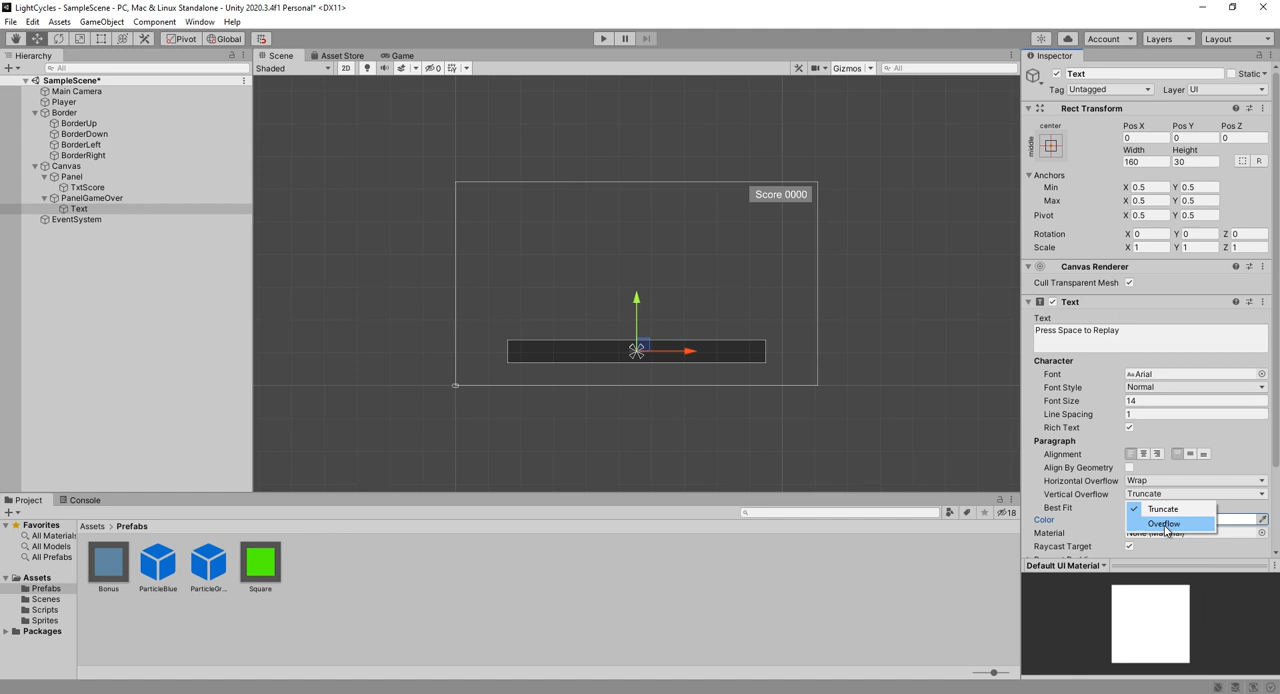 LightCycles - SampleScene - PC, Mac & Linux Standalone - Unity 2020.3.4f1 Personal* <DX11>
File Edit Assets GameObject Component Window Help
Pivot Global Account Layers Layout
Hierarchy Scene Asset Store Game Inspector
All Shaded 2D 0 Gizmos All Text Static
SampleScene*
Main Camera
Player
Border
BorderUp
BorderDown
BorderLeft
BorderRight
Canvas
Panel
TxtScore
PanelGameOver
Text
EventSystem
Score 0000
Tag Untagged Layer UI
Rect Transform
center
middle
Pos X Pos Y Pos Z
0 0 0
Width Height
160 30 R
Anchors
Min X 0.5 Y 0.5
Max X 0.5 Y 0.5
Pivot X 0.5 Y 0.5
Rotation X 0 Y 0 Z 0
Scale X 1 Y 1 Z 1
Canvas Renderer
Cull Transparent Mesh
Text
Text
Press Space to Replay
Character
Font Aa Arial
Font Style Normal
Font Size 14
Line Spacing 1
Rich Text
Paragraph
Alignment
Align By Geometry
Horizontal Overflow Wrap
Vertical Overflow Truncate
Best Fit Truncate
Color Overflow
Material
Raycast Target
Default UI Material
Project Console
18
Favorites
All Materials
All Models
All Prefabs
Assets
Prefabs
Scenes
Scripts
Sprites
Packages
Assets > Prefabs
Bonus ParticleBlue ParticleGr... Square